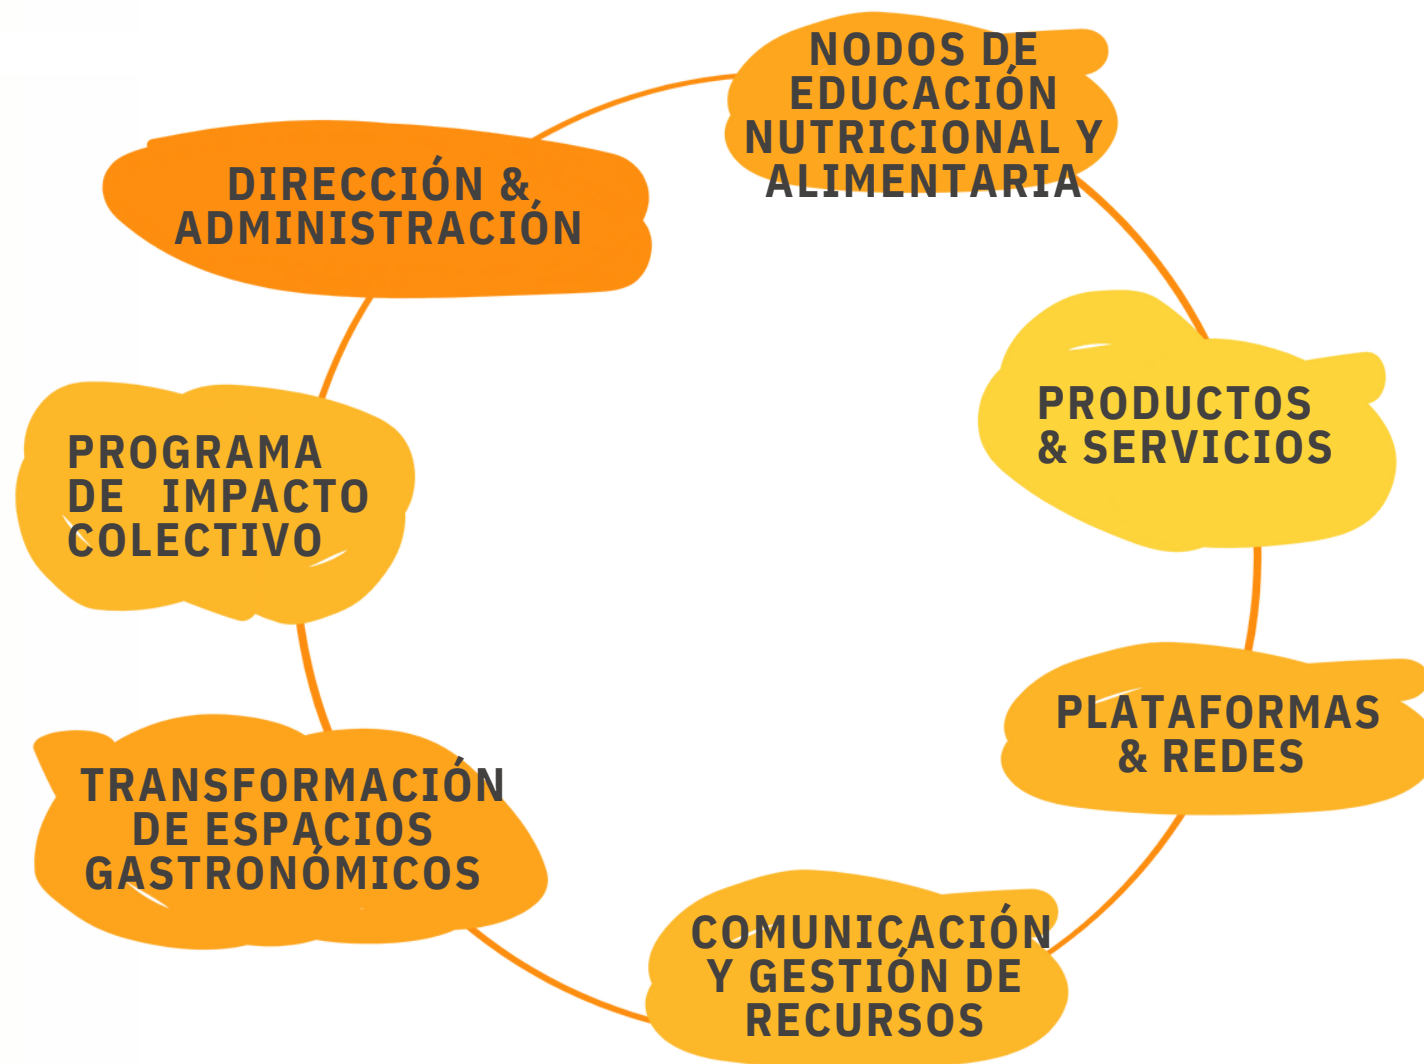 NODOS DE
EDUCACIÓN
NUTRICIONAL Y
ALIMENTARIA
DIRECCIÓN &
ADMINISTRACIÓN
PRODUCTOS
& SERVICIOS
PROGRAMA
DE IMPACTO
COLECTIVO
PLATAFORMAS
& REDES
TRANSFORMACIÓN
DE ESPACIOS
GASTRONÓMICOS
COMUNICACIÓN
Y GESTIÓN DE
RECURSOS